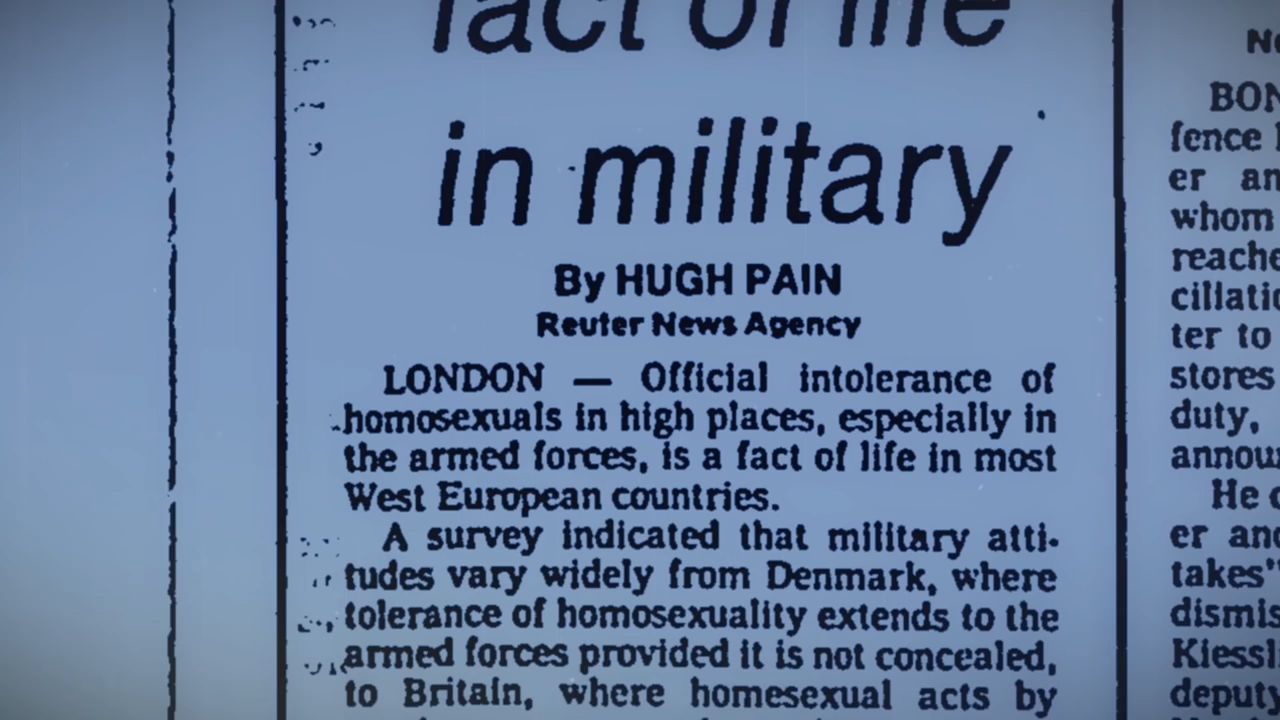 fact of life
in military
By HUGH PAIN
Reuter News Agency
LONDON — Official intolerance of
homosexuals in high places, especially in
the armed forces, is a fact of life in most
West European countries.
A survey indicated that military atti-
tudes vary widely from Denmark, where
tolerance of homosexuality extends to the
armed forces provided it is not concealed,
to Britain, where homesexual acts by
BON
fence
er an
whom
reache
cillatio
ter to
stores
duty,
annou
He
er and
takes"
dismis
Kiessli
deputy